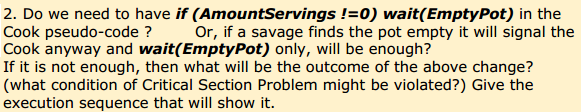 2. Do we need to have if (AmountServings !=0) wait(EmptyPot) in the
Cook pseudo-code ? Or, if a savage finds the pot empty it will signal the
Cook anyway and wait(EmptyPot) only, will be enough?
If it is not enough, then what will be the outcome of the above change?
(what condition of Critical Section Problem might be violated?) Give the
execution sequence that will show it.